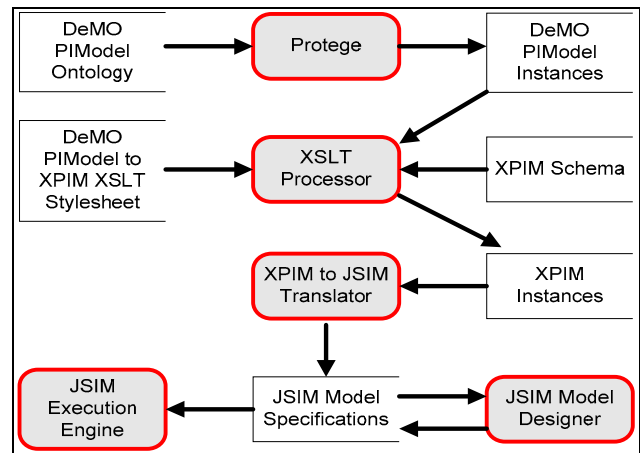 DeMO
PIModel
Ontology
Protege
DeMO
PIModel
Instances
DeMO
PIModel to
XPIM XSLT
Stylesheet
XSLT
Processor
XPIM Schema
XPIM to JSIM
Translator
XPIM
Instances
JSIM
Execution
Engine
JSIM Model
Specifications
JSIM Model
Designer